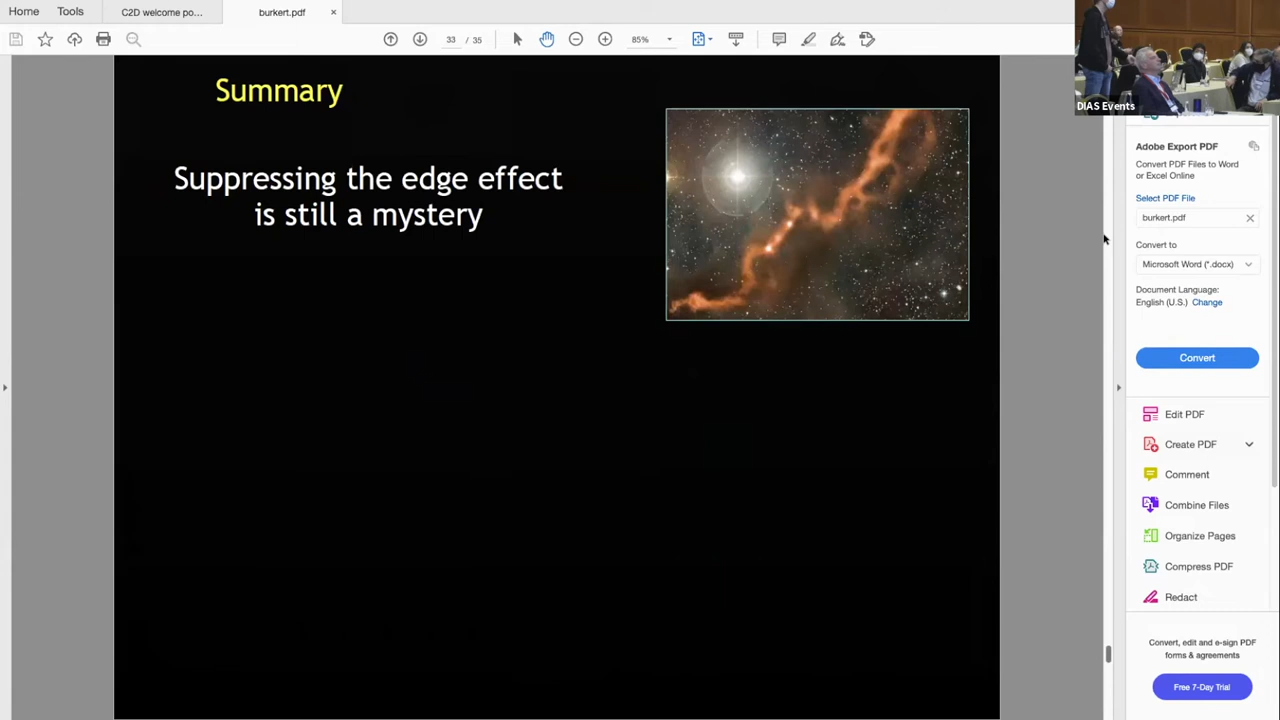 Home
Tools
C2D welcome po...
burkert.pdf
33 / 35
85%
DIAS Events
Summary
Suppressing the edge effect
is still a mystery
Adobe Export PDF
Convert PDF Files to Word
or Excel Online
Select PDF File
burkert.pdf
Convert to
Microsoft Word (*.docx)
Document Language:
English (U.S.) Change
Convert
Edit PDF
Create PDF
Comment
Combine Files
Organize Pages
Compress PDF
Redact
Convert, edit and e-sign PDF
forms & agreements
Free 7-Day Trial